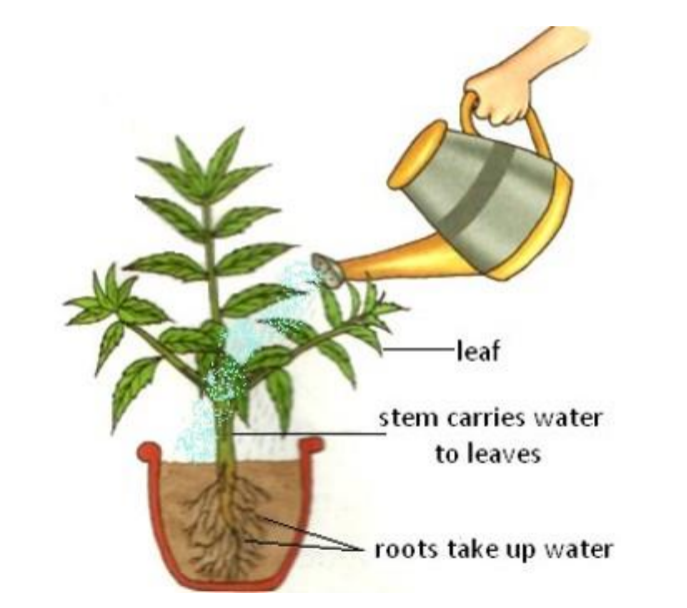 leaf
stem carries water
to leaves
roots take up water